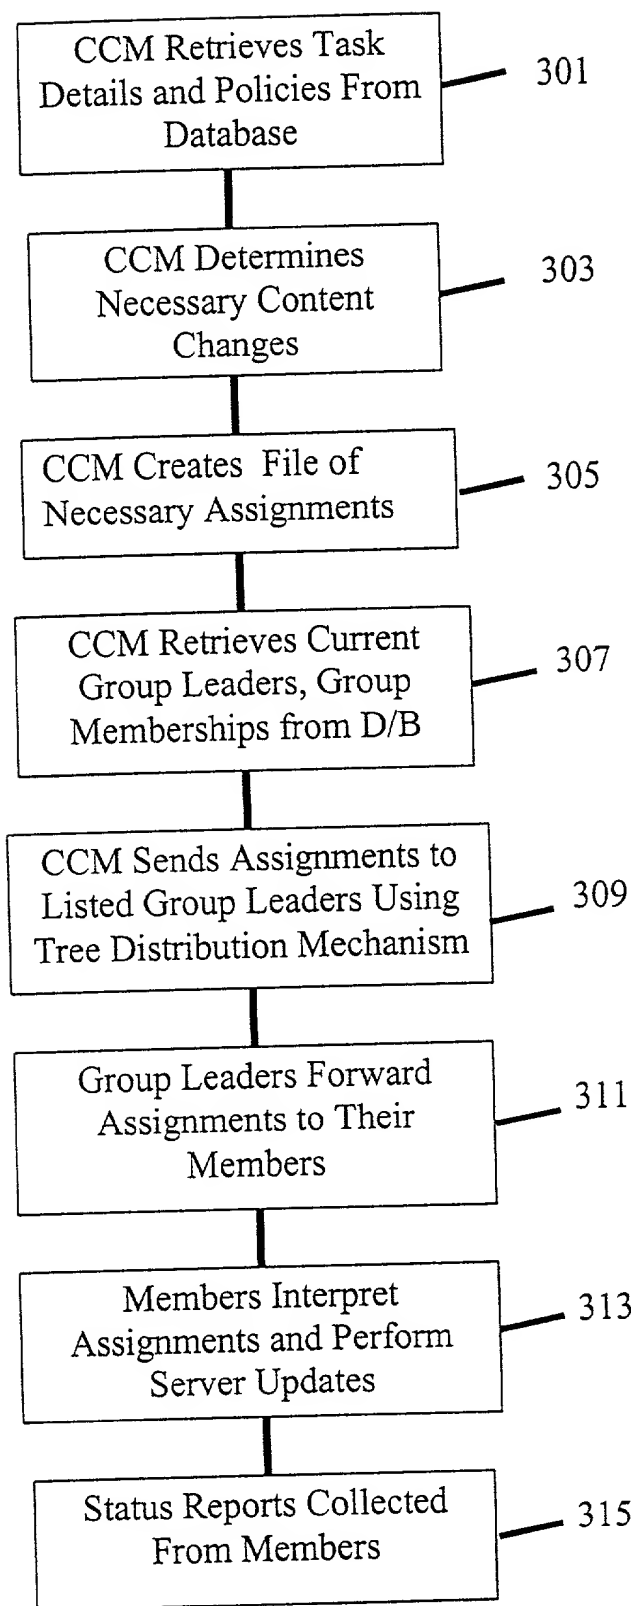 CCM Retrieves Task
Details and Policies From
Database
301
CCM Determines
Necessary Content
Changes
303
CCM Creates File of
Necessary Assignments
305
CCM Retrieves Current
Group Leaders, Group
Memberships from D/B
307
CCM Sends Assignments to
Listed Group Leaders Using
Tree Distribution Mechanism
309
Group Leaders Forward
Assignments to Their
Members
311
Members Interpret
Assignments and Perform
Server Updates
313
Status Reports Collected
From Members
315